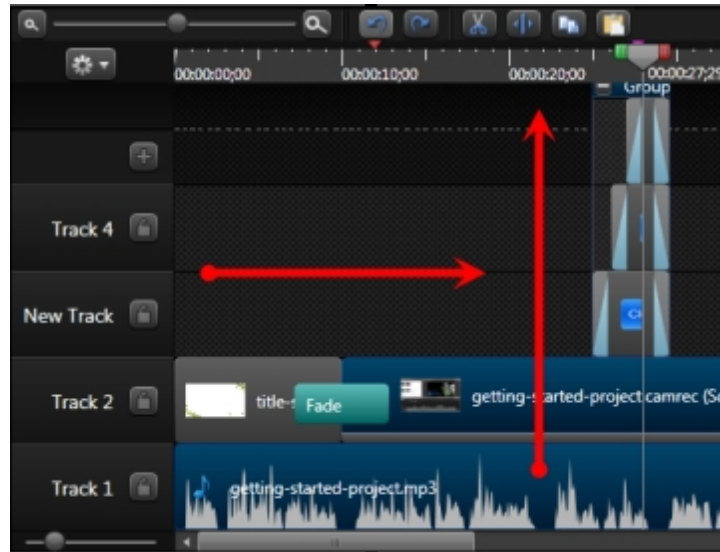 00:00:00;00 00:00:10;00 00:00:20;00 00:00:27;29
Group
Track 4
New Track
Track 2 title-s Fade getting-started-project.camrec (Sc
Track 1 getting-started-project.mp3